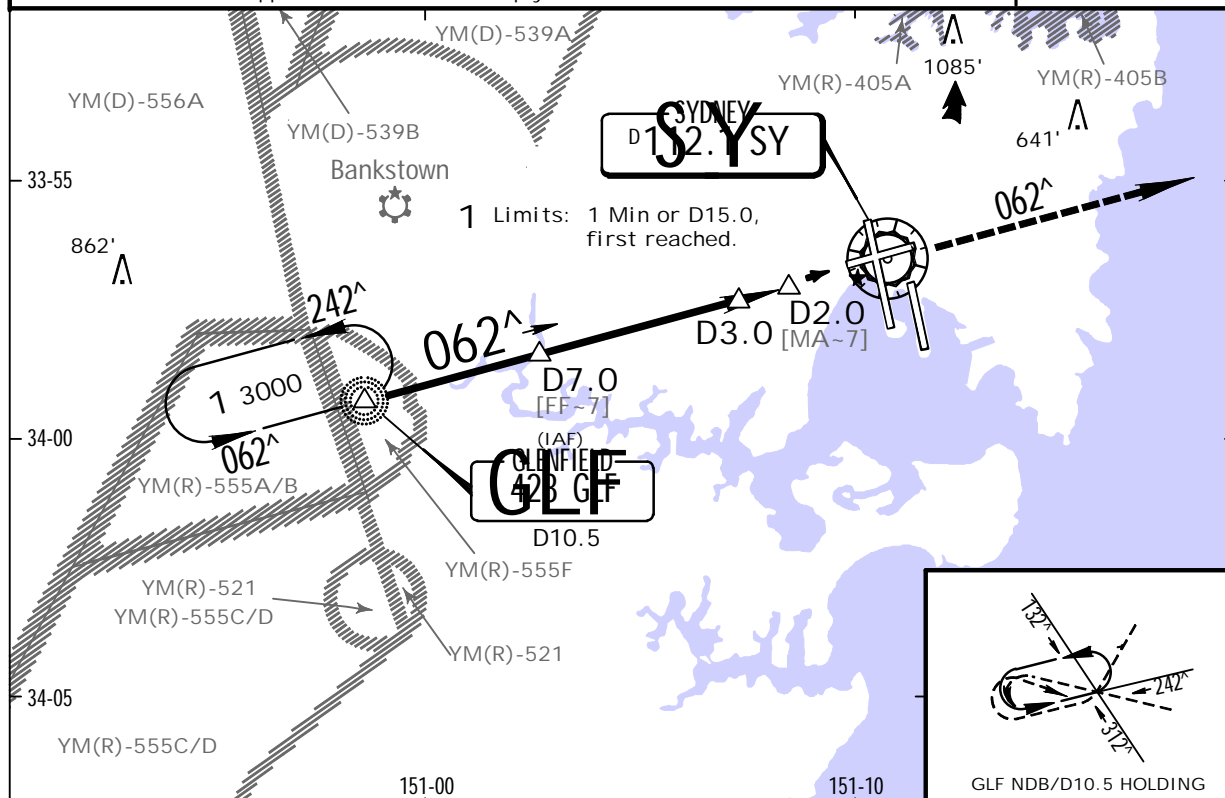 YM(D)-539A
YM(D)-556A
YM(D)-539B
YM(R)-405A
1085'
YM(R)-405B
641'
SYDNEY
D 112.1 SY
S Y
Bankstown
33-55
1 Limits: 1 Min or D15.0,
first reached.
862'
062^
242^
062^
D3.0
D2.0
[MA~7]
D7.0
[FF~7]
1 3000
062^
34-00
(IAF)
GLENFIELD
428 GLF
GLF
D10.5
YM(R)-555A/B
YM(R)-555F
YM(R)-521
YM(R)-555C/D
YM(R)-521
34-05
YM(R)-555C/D
151-00
151-10
132^
242^
312^
GLF NDB/D10.5 HOLDING